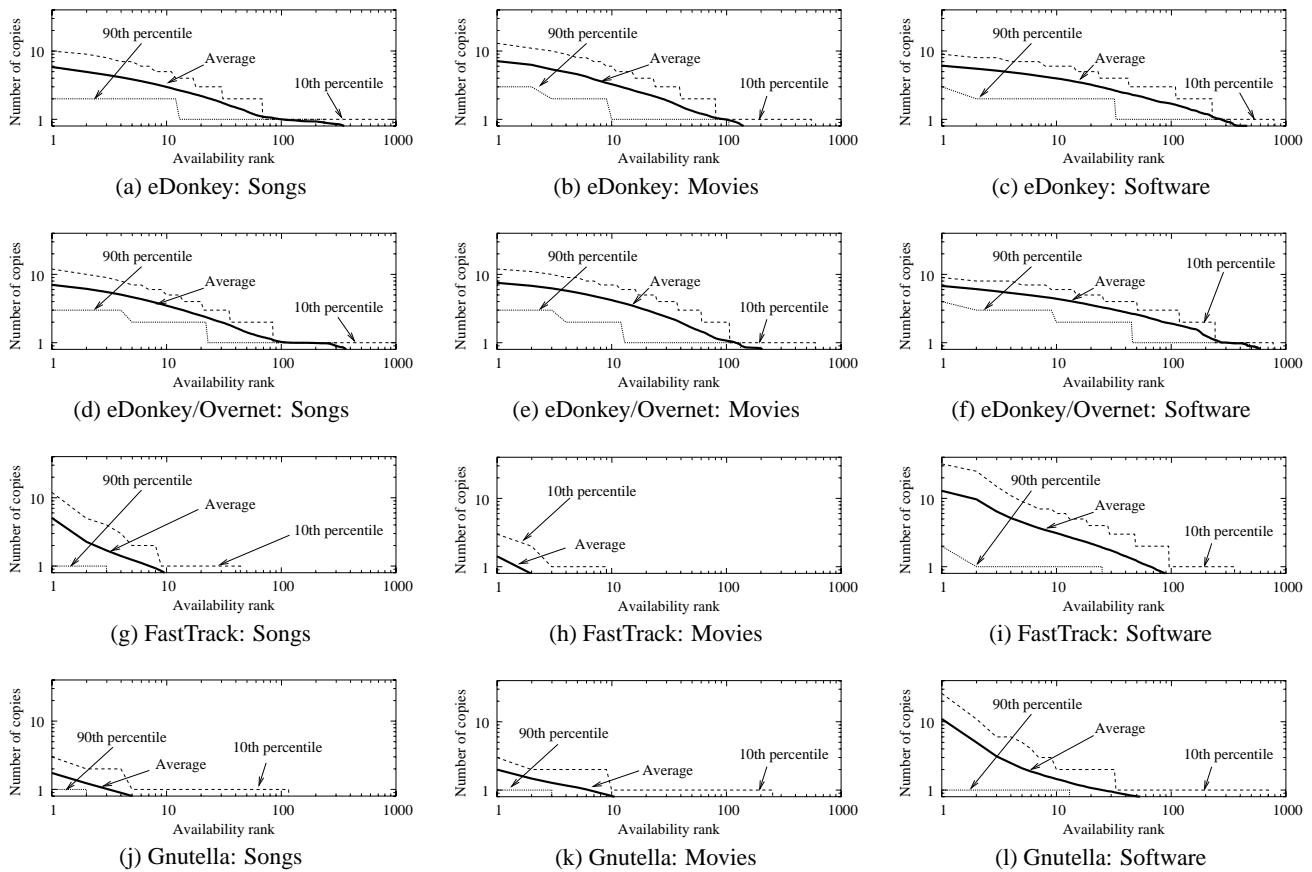 Number of copies
10
1
90th percentile
Average
10th percentile
1
10
100
1000
Availability rank
(a) eDonkey: Songs
Number of copies
10
1
90th percentile
Average
10th percentile
1
10
100
1000
Availability rank
(b) eDonkey: Movies
Number of copies
10
1
90th percentile
Average
10th percentile
1
10
100
1000
Availability rank
(c) eDonkey: Software
Number of copies
10
1
90th percentile
Average
10th percentile
1
10
100
1000
Availability rank
(d) eDonkey/Overnet: Songs
Number of copies
10
1
90th percentile
Average
10th percentile
1
10
100
1000
Availability rank
(e) eDonkey/Overnet: Movies
Number of copies
10
1
90th percentile
Average
10th percentile
1
10
100
1000
Availability rank
(f) eDonkey/Overnet: Software
Number of copies
10
1
90th percentile
Average
10th percentile
1
10
100
1000
Availability rank
(g) FastTrack: Songs
Number of copies
10
1
10th percentile
Average
1
10
100
1000
Availability rank
(h) FastTrack: Movies
Number of copies
10
1
90th percentile
Average
10th percentile
1
10
100
1000
Availability rank
(i) FastTrack: Software
Number of copies
10
1
90th percentile
Average
10th percentile
1
10
100
1000
Availability rank
(j) Gnutella: Songs
Number of copies
10
1
90th percentile
Average
10th percentile
1
10
100
1000
Availability rank
(k) Gnutella: Movies
Number of copies
10
1
90th percentile
Average
10th percentile
1
10
100
1000
Availability rank
(l) Gnutella: Software